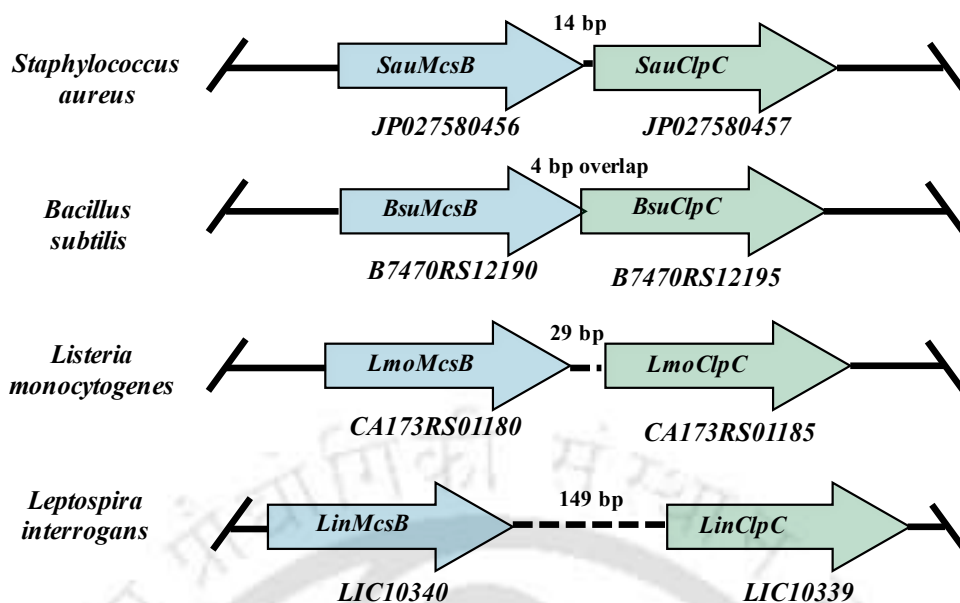 14 bp
Staphylococcus
aureus
SauMcsB
SauClpC
JP027580456
JP027580457
4 bp overlap
Bacillus
subtilis
BsuMcsB
BsuClpC
B7470RS12190
B7470RS12195
29 bp
Listeria
monocytogenes
LmoMcsB
LmoClpC
CA173RS01180
CA173RS01185
149 bp
Leptospira
interrogans
LinMcsB
LinClpC
LIC10340
LIC10339